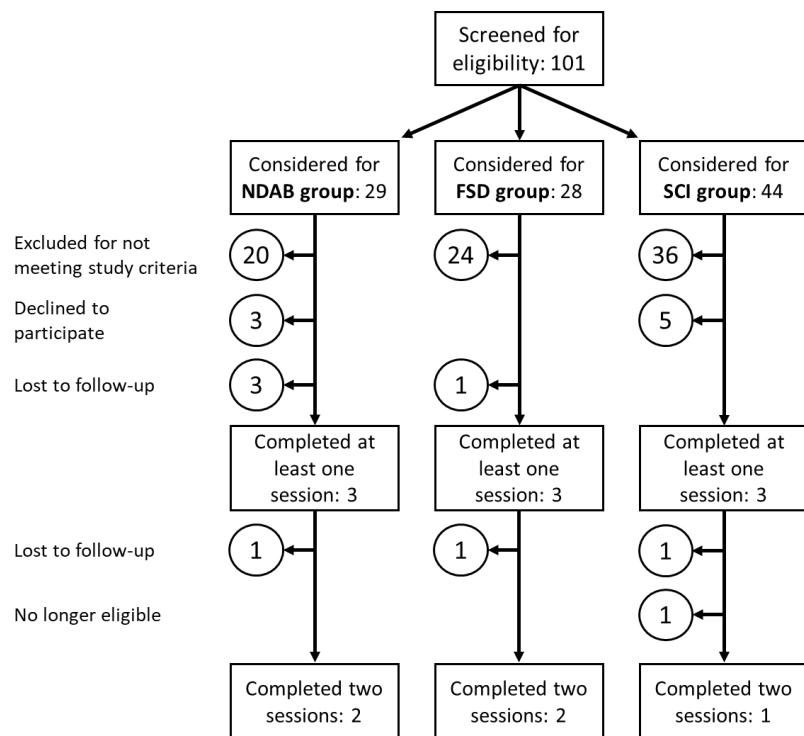 Screened for
eligibility: 101
Considered for
NDAB group: 29
Considered for
FSD group: 28
Considered for
SCI group: 44
Excluded for not
meeting study criteria
20
24
36
Declined to
participate
3
5
Lost to follow-up
3
1
Completed at
least one
session: 3
Completed at
least one
session: 3
Completed at
least one
session: 3
Lost to follow-up
1
1
1
No longer eligible
1
Completed two
sessions: 2
Completed two
sessions: 2
Completed two
sessions: 1